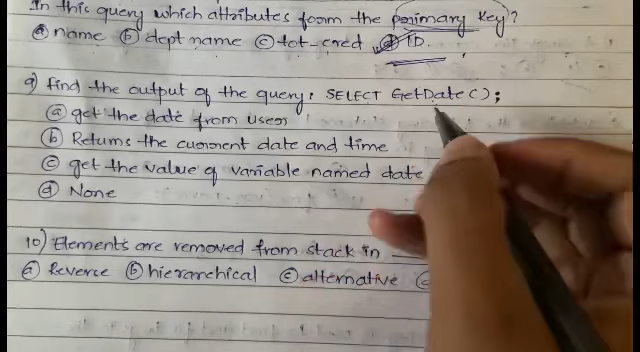 In this query which attributes form the primary key?
ⓐ name ⓑ dept name ⓒ tot_cred ⓓ ID.
9) find the output of the query: SELECT GetDate();
ⓐ get the date from user
ⓑ Returns the current date and time
ⓒ get the value of variable named date
ⓓ None
10) Elements are removed from stack in
ⓐ Reverse ⓑ hierarchical ⓒ alternative